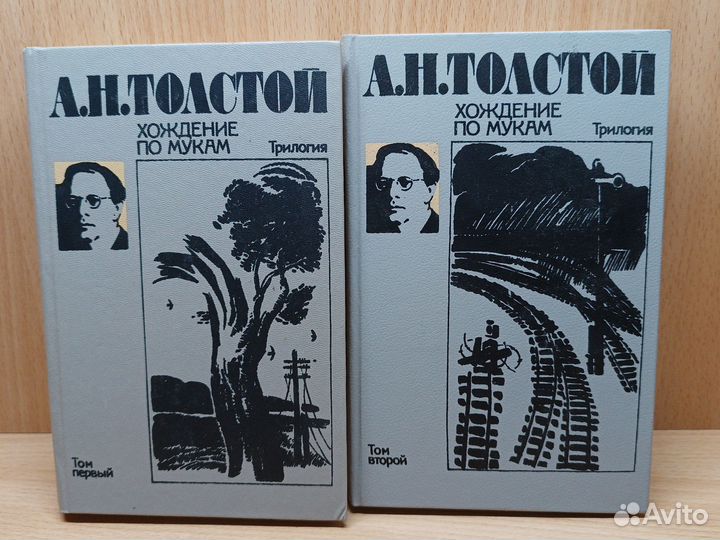 А.Н.ТОЛСТОЙ
ХОЖДЕНИЕ
ПО МУКАМ Трилогия
Том
первый
А.Н.ТОЛСТОЙ
ХОЖДЕНИЕ
ПО МУКАМ Трилогия
Том
второй
Avito